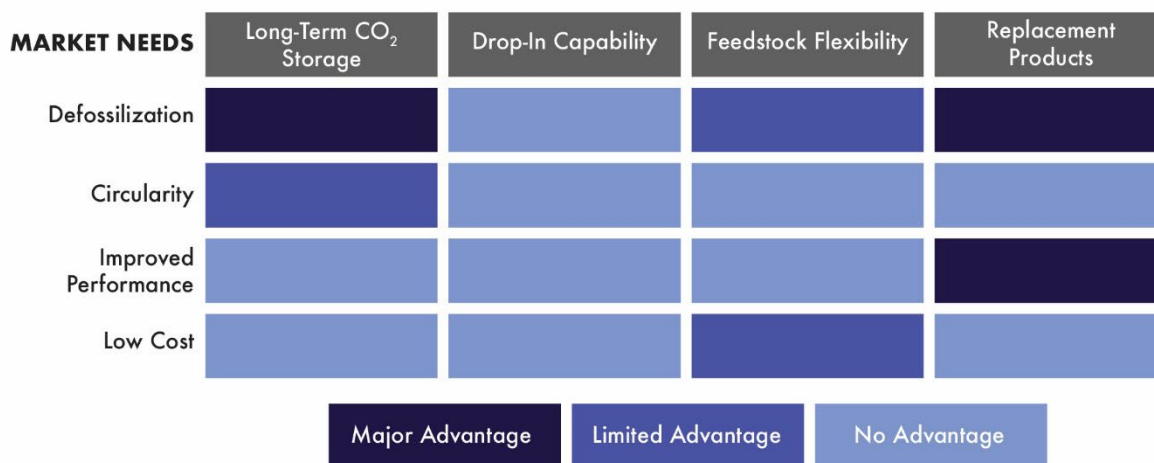 MARKET NEEDS
Long-Term CO₂
Storage
Drop-In Capability
Feedstock Flexibility
Replacement
Products
Defossilization
Circularity
Improved
Performance
Low Cost
Major Advantage
Limited Advantage
No Advantage